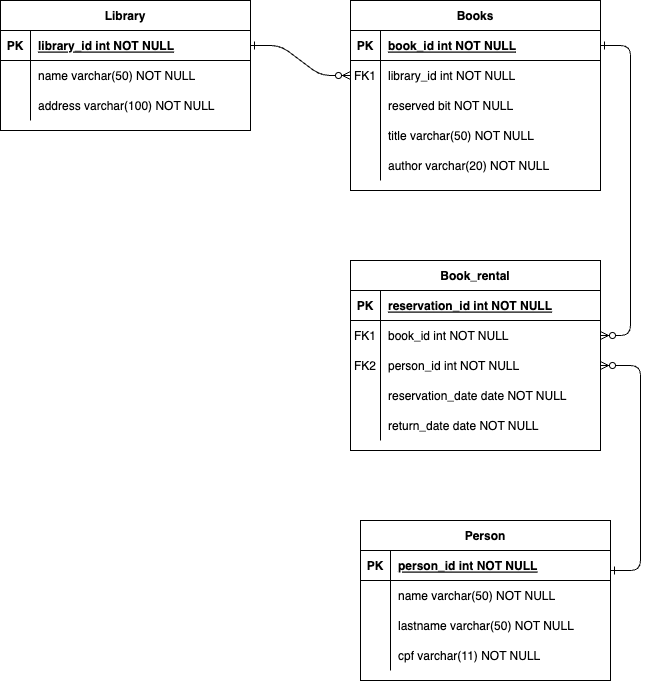 Library
PK library_id int NOT NULL
name varchar(50) NOT NULL
address varchar(100) NOT NULL
Books
PK book_id int NOT NULL
FK1 library_id int NOT NULL
reserved bit NOT NULL
title varchar(50) NOT NULL
author varchar(20) NOT NULL
Book_rental
PK reservation_id int NOT NULL
FK1 book_id int NOT NULL
FK2 person_id int NOT NULL
reservation_date date NOT NULL
return_date date NOT NULL
Person
PK person_id int NOT NULL
name varchar(50) NOT NULL
lastname varchar(50) NOT NULL
cpf varchar(11) NOT NULL